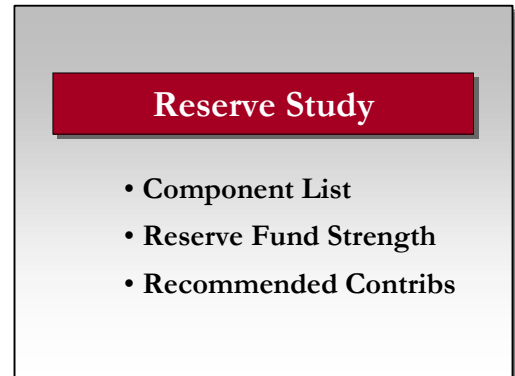 Reserve Study
• Component List
• Reserve Fund Strength
• Recommended Contribs